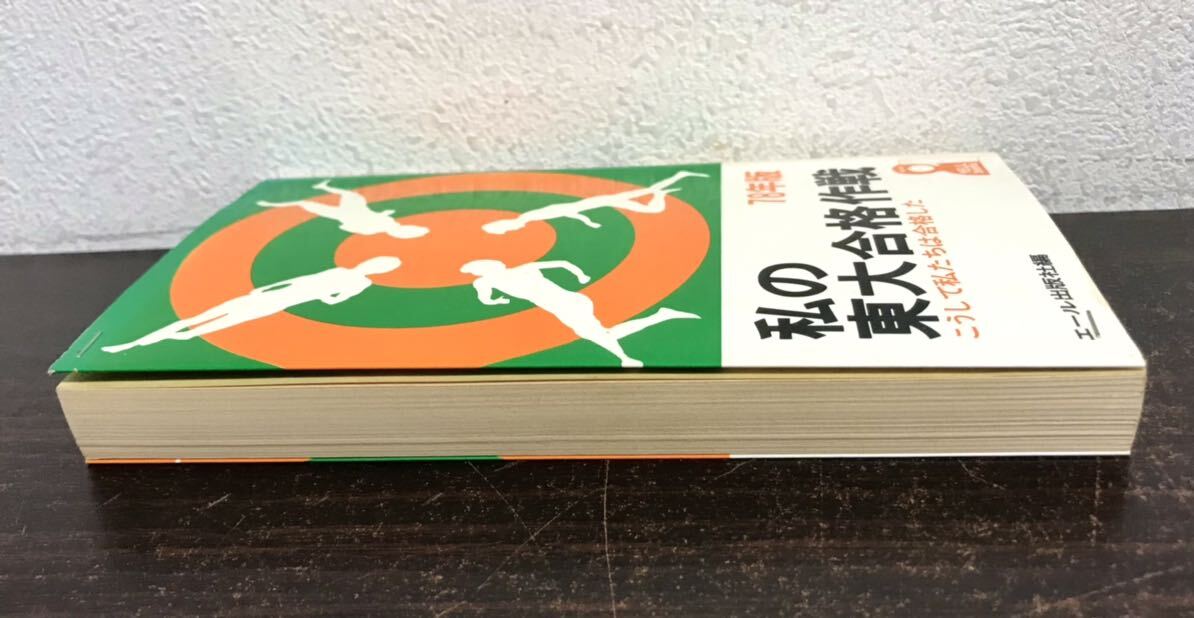 78年版
私の
東大合格作戦
こうして私たちは合格した
エール出版社編